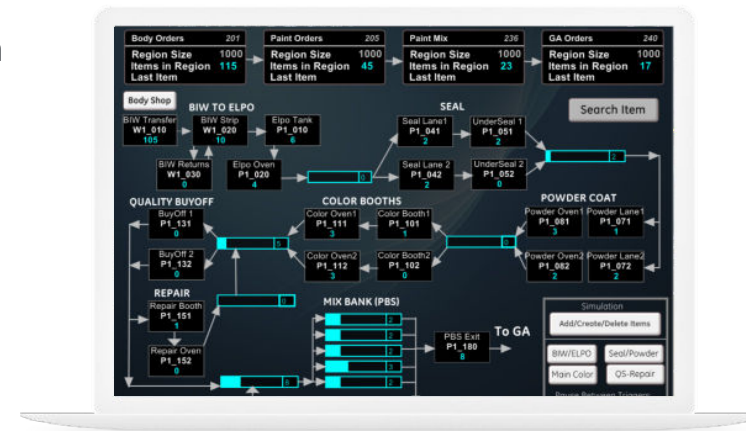 Body Orders 201
Region Size 1000
Items in Region 115
Last Item
Paint Orders 205
Region Size 1000
Items in Region 45
Last Item
Paint Mix 236
Region Size 1000
Items in Region 23
Last Item
GA Orders 240
Region Size 1000
Items in Region 17
Last Item
Body Shop
BIW TO ELPO
SEAL
Search Item
BIW Transfer
W1_010
105
BIW Strip
W1_020
10
Elpo Tank
P1_010
6
Seal Lane1
P1_041
2
UnderSeal 1
P1_051
2
2
BIW Returns
W1_030
0
Elpo Oven
P1_020
4
0
Seal Lane 2
P1_042
2
UnderSeal 2
P1_052
0
QUALITY BUYOFF
COLOR BOOTHS
POWDER COAT
BuyOff 1
P1_131
0
Color Oven1
P1_111
3
Color Booth1
P1_101
1
Powder Oven1
P1_081
3
Powder Lane1
P1_071
1
5
0
BuyOff 2
P1_132
0
Color Oven2
P1_112
3
Color Booth2
P1_102
0
Powder Oven2
P1_082
2
Powder Lane2
P1_072
2
REPAIR
0
MIX BANK (PBS)
Simulation
Repair Booth
P1_151
1
2
2
2
3
2
PBS Exit
P1_180
8
To GA
Add/Create/Delete Items
Repair Oven
P1_152
0
6
BIW/ELPO
Seal/Powder
Main Color
QS-Repair
Pause Between Triggers